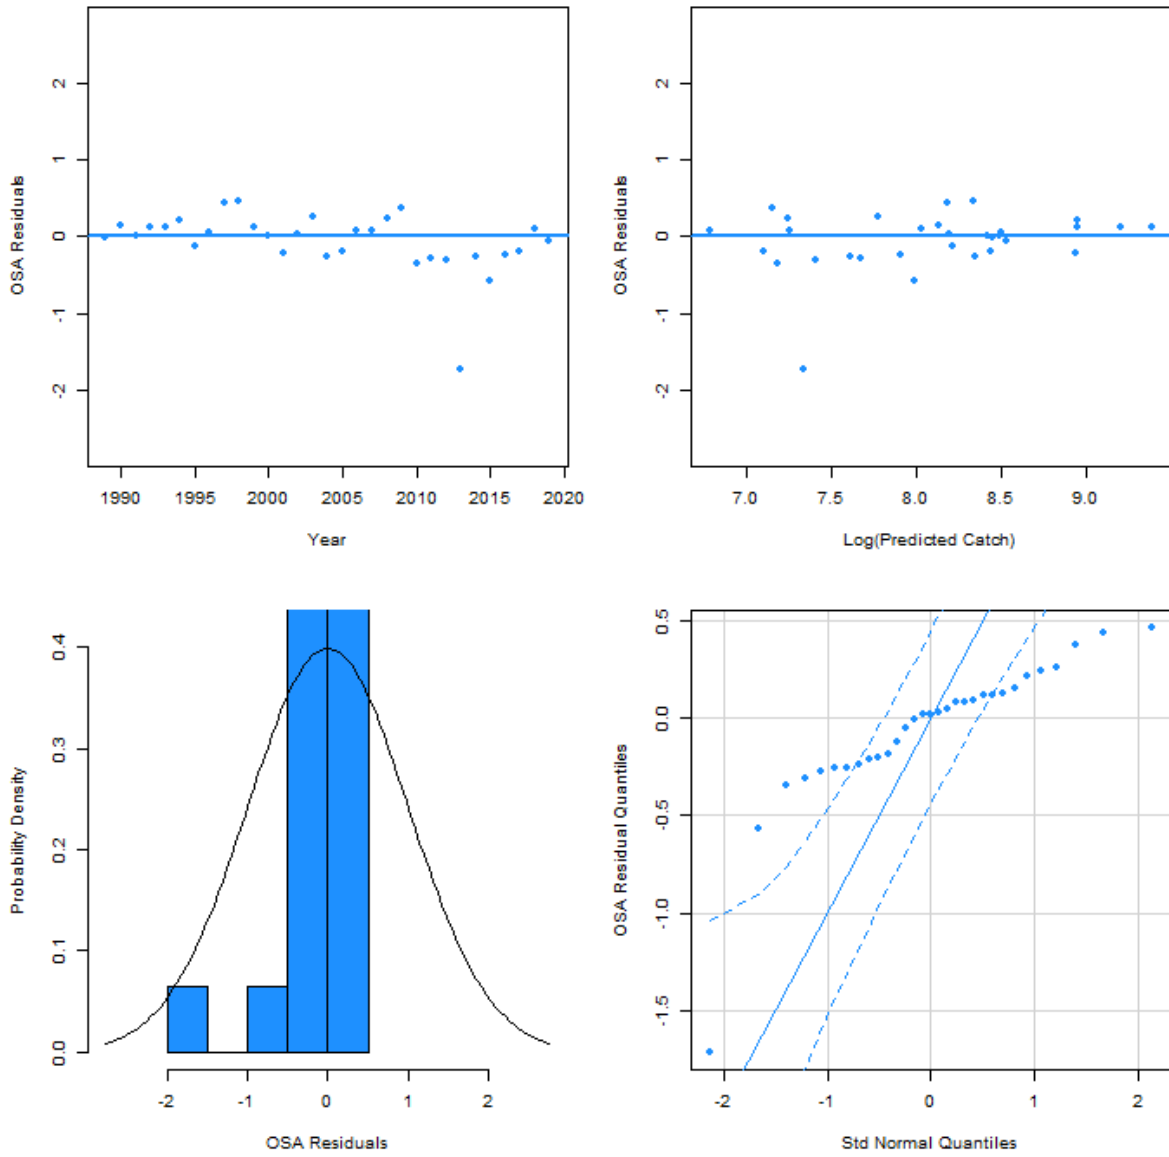 2
1
0
-1
-2
OSA Residuals
1990 1995 2000 2005 2010 2015 2020
Year
2
1
0
-1
-2
OSA Residuals
7.0 7.5 8.0 8.5 9.0
Log(Predicted Catch)
0.4
0.3
0.2
0.1
0.0
Probability Density
-2 -1 0 1 2
OSA Residuals
0.5
0.0
-0.5
-1.0
-1.5
OSA Residual Quantiles
-2 -1 0 1 2
Std Normal Quantiles